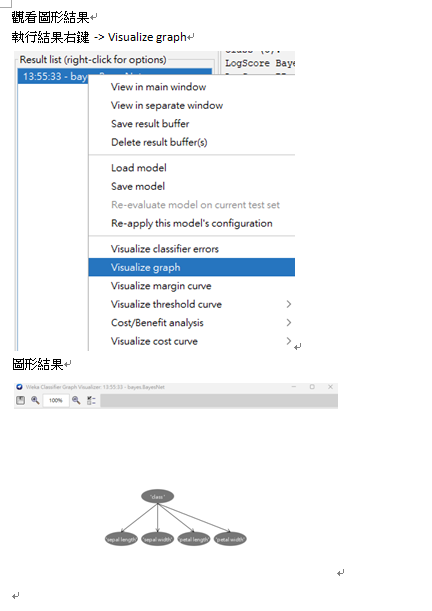 觀看圖形結果
執行結果右鍵 -> Visualize graph
Result list (right-click for options)
13:55:33 - bayes.BayesNet
LogScore Baye
View in main window
View in separate window
Save result buffer
Delete result buffer(s)
Load model
Save model
Re-evaluate model on current test set
Re-apply this model's configuration
Visualize classifier errors
Visualize graph
Visualize margin curve
Visualize threshold curve
Cost/Benefit analysis
Visualize cost curve
圖形結果
Weka Classifier Graph Visualizer: 13:55:33 - bayes.BayesNet
100%
'class '
'sepal length' 'sepal width' 'petal length' 'petal width'